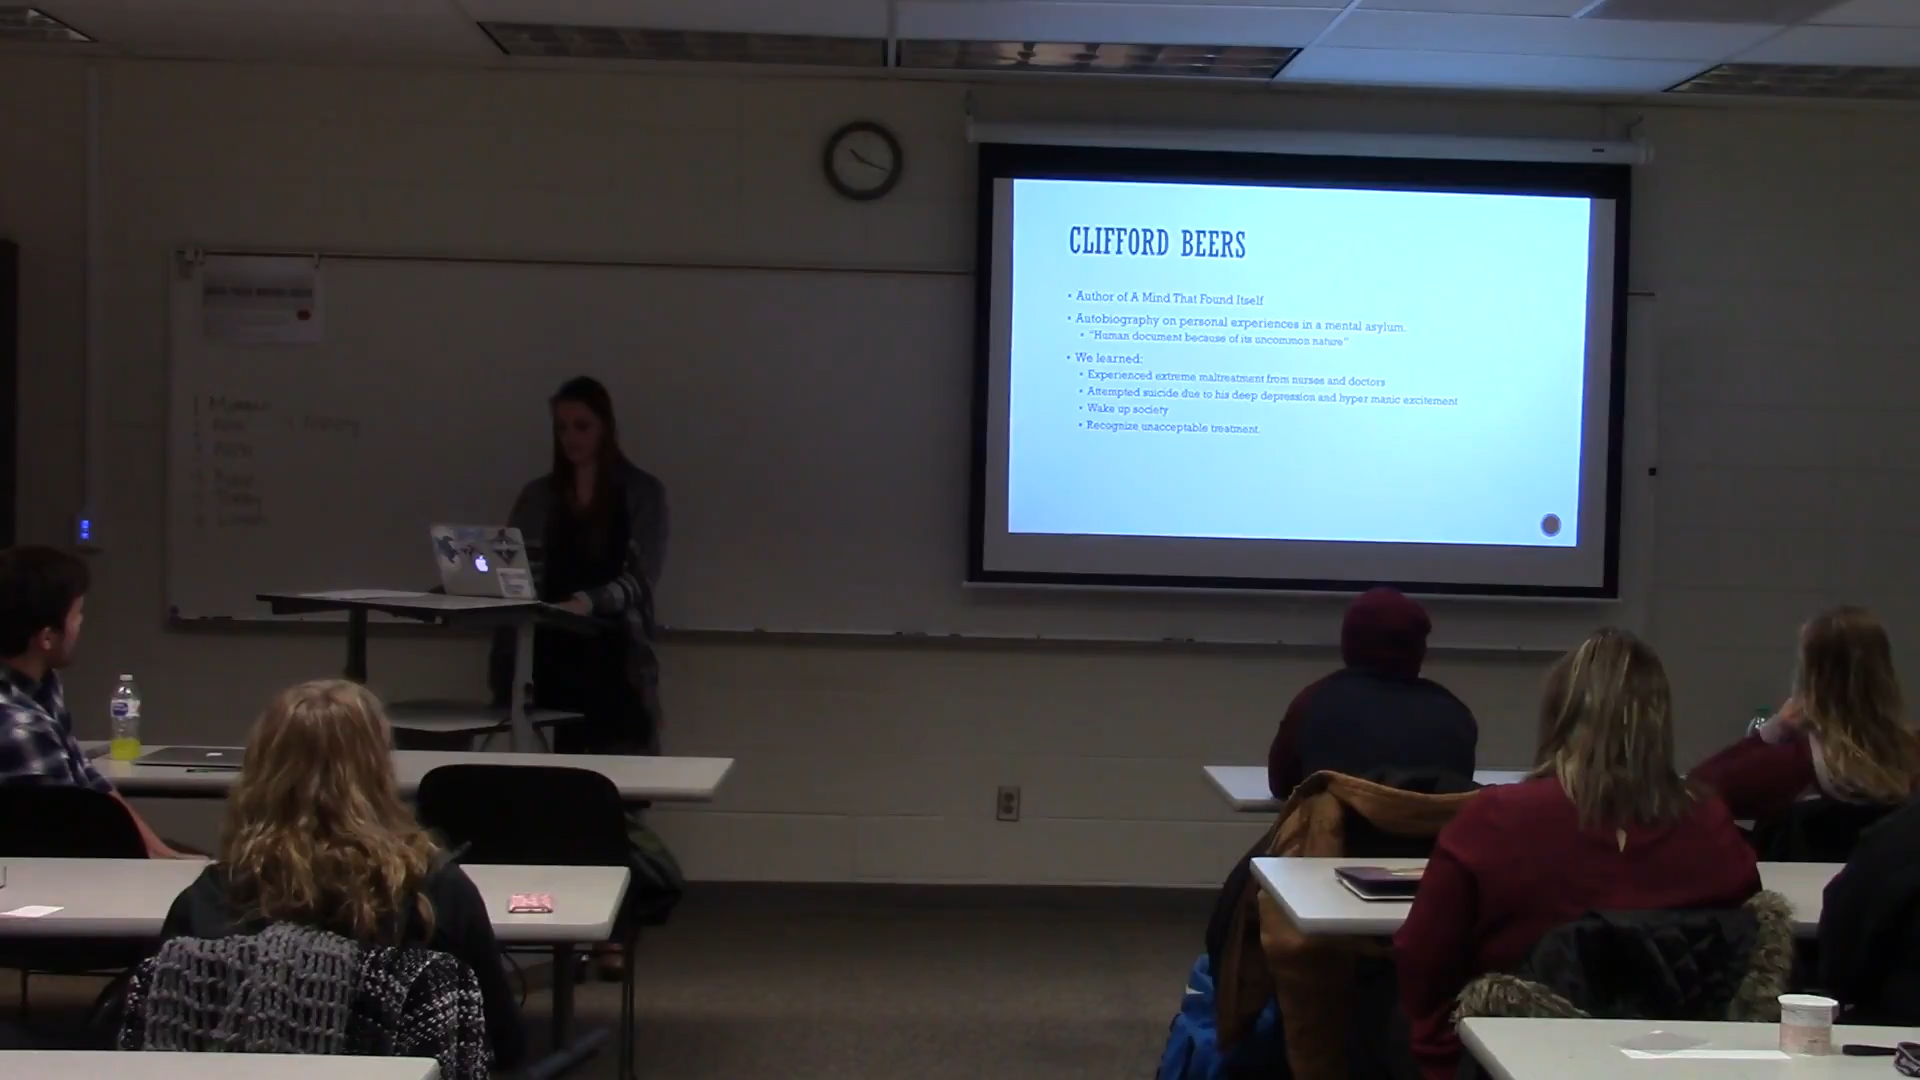 CLIFFORD BEERS
▪ Author of A Mind That Found Itself
▪ Autobiography on personal experiences in a mental asylum.
▪ "Human document because of its uncommon nature"
▪ We learned:
▪ Experienced extreme maltreatment from nurses and doctors
▪ Attempted suicide due to his deep depression and hyper manic excitement
▪ Wake up society
▪ Recognize unacceptable treatment.